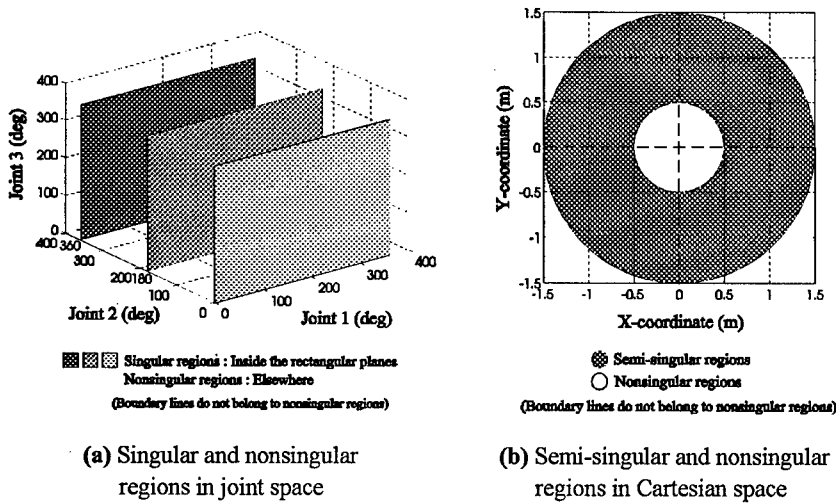 400
300
200
100
0
Joint 3 (deg)
400
360
300
200
180
100
0
Joint 2 (deg)
0
100
200
300
400
Joint 1 (deg)
Singular regions : Inside the rectangular planes
Nonsingular regions : Elsewhere
(Boundary lines do not belong to nonsingular regions)
(a) Singular and nonsingular
regions in joint space
1.5
1
0.5
0
-0.5
-1
-1.5
Y-coordinate (m)
-1.5
-1
-0.5
0
0.5
1
1.5
X-coordinate (m)
Semi-singular regions
Nonsingular regions
(Boundary lines do not belong to nonsingular regions)
(b) Semi-singular and nonsingular
regions in Cartesian space